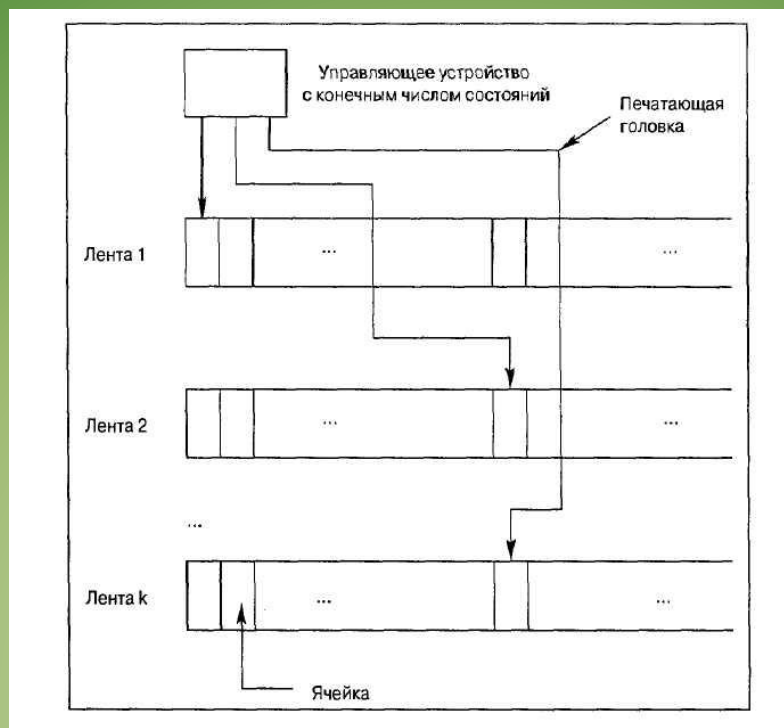 Управляющее устройство
с конечным числом состояний
Печатающая
головка
Лента 1
...
...
Лента 2
...
...
...
Лента k
...
...
Ячейка